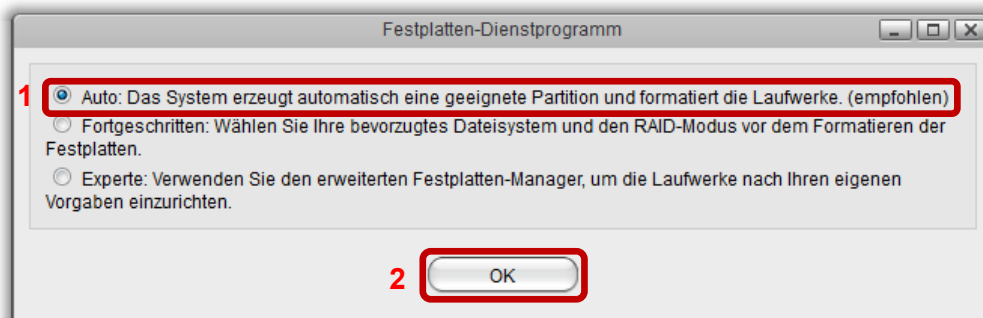 Festplatten-Dienstprogramm
1 Auto: Das System erzeugt automatisch eine geeignete Partition und formatiert die Laufwerke. (empfohlen)
Fortgeschritten: Wählen Sie Ihre bevorzugtes Dateisystem und den RAID-Modus vor dem Formatieren der
Festplatten.
Experte: Verwenden Sie den erweiterten Festplatten-Manager, um die Laufwerke nach Ihren eigenen
Vorgaben einzurichten.
2 OK